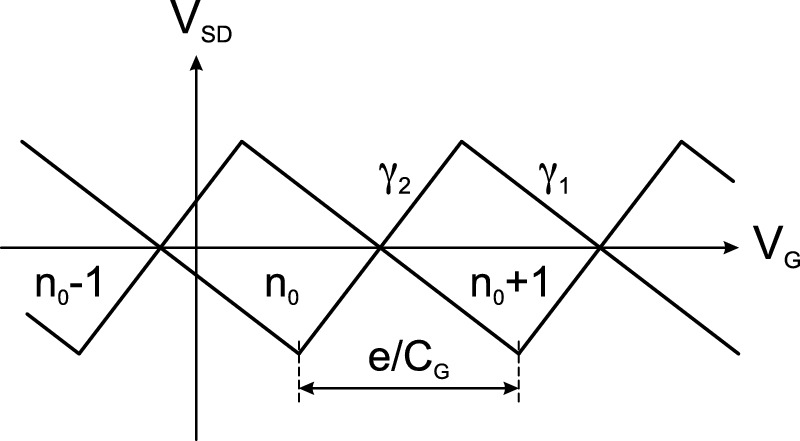 V_SD
γ₂ γ₁
V_G
n₀-1 n₀ n₀+1
e/C_G